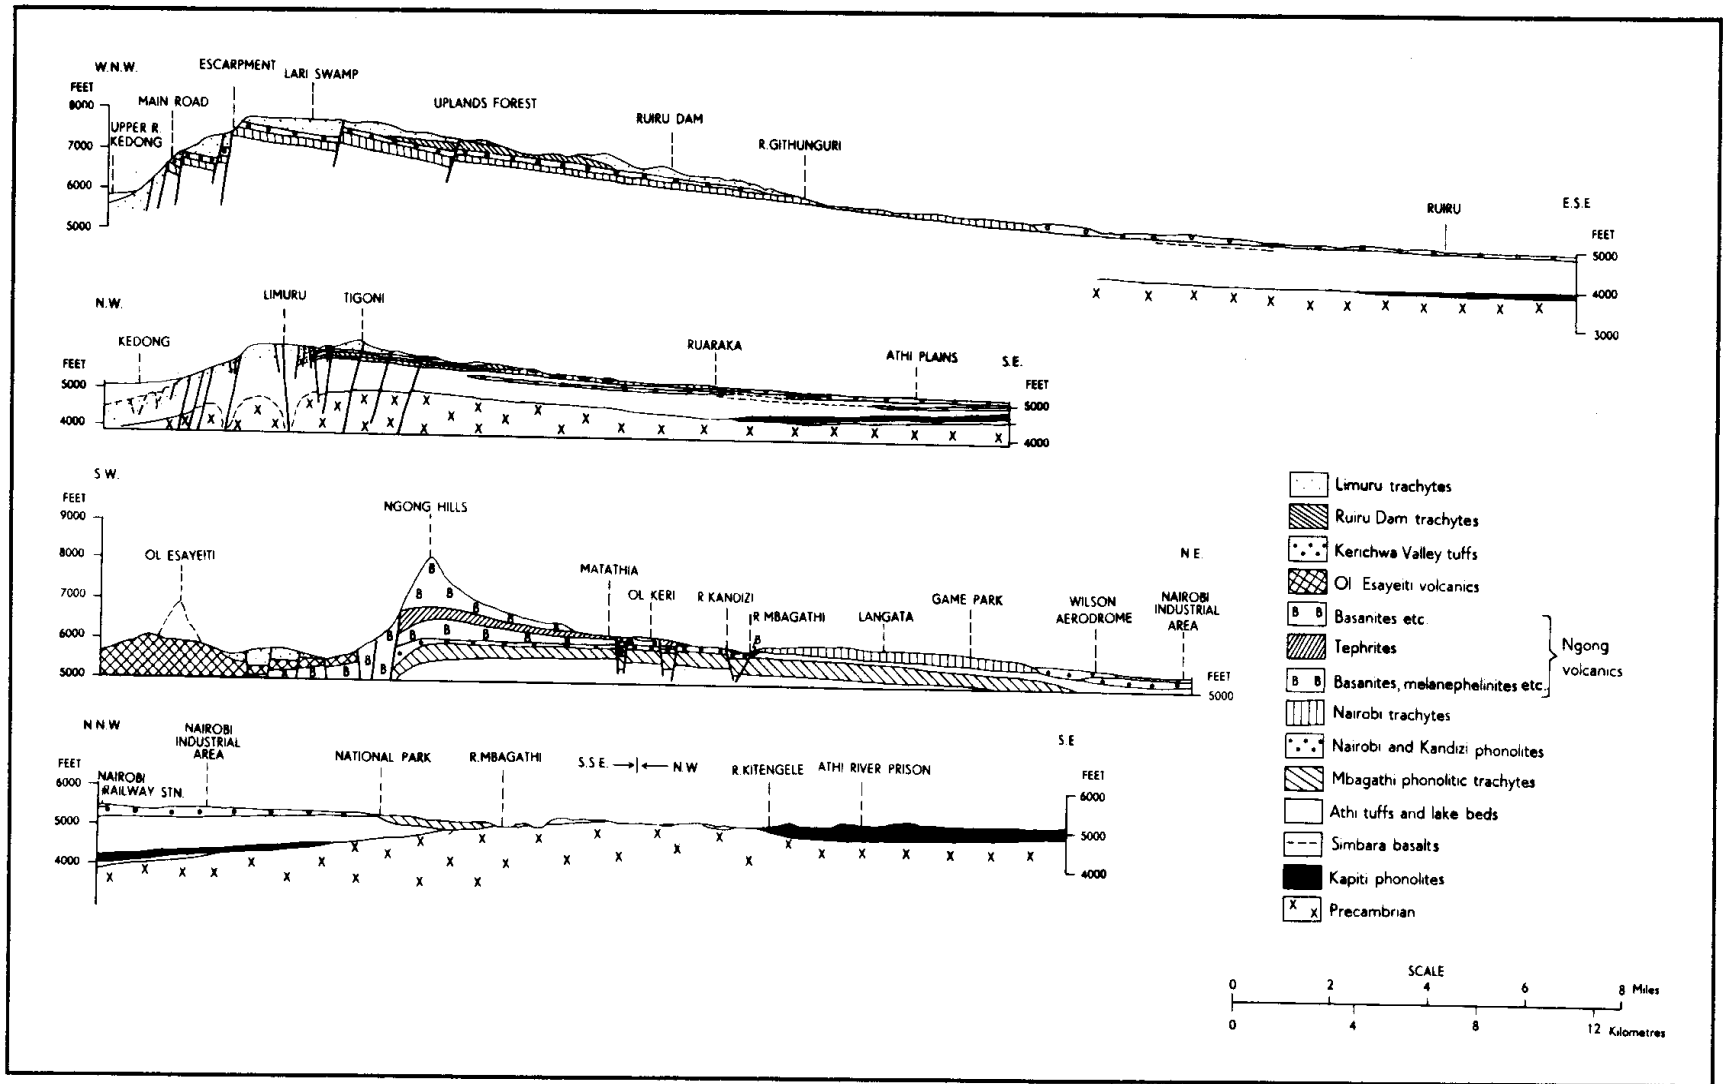 W.N.W.
ESCARPMENT
LARI SWAMP
FEET
8000
MAIN ROAD
UPLANDS FOREST
RUIRU DAM
UPPER R.
KEDONG
R.GITHUNGURI
7000
6000
5000
RUIRU
E.S.E
FEET
5000
4000
3000
X X X X X X X X X X X X
N.W.
LIMURU
TIGONI
KEDONG
RUARAKA
ATHI PLAINS
S.E.
FEET
5000
4000
FEET
5000
4000
S W.
FEET
9000
8000
7000
6000
5000
NGONG HILLS
OL ESAYEITI
MATATHIA
OL KERI
R KANDIZI
R MBAGATHI
LANGATA
GAME PARK
WILSON
AERODROME
N E.
NAIROBI
INDUSTRIAL
AREA
FEET
5000
N N.W
NAIROBI
INDUSTRIAL
AREA
NATIONAL PARK
R.MBAGATHI
S.S.E.
N.W
R.KITENGELE
ATHI RIVER PRISON
S.E
FEET
6000
NAIROBI
RAILWAY STN.
5000
4000
FEET
6000
5000
4000
Limuru trachytes
Ruiru Dam trachytes
Kerichwa Valley tuffs
Ol Esayeiti volcanics
B B Basanites etc.
Tephrites
B B Basanites, melanephelinites etc.
Ngong
volcanics
Nairobi trachytes
Nairobi and Kandizi phonolites
Mbagathi phonolitic trachytes
Athi tuffs and lake beds
Simbara basalts
Kapiti phonolites
X X Precambrian
SCALE
0 2 4 6 8 Miles
0 4 8 12 Kilometres